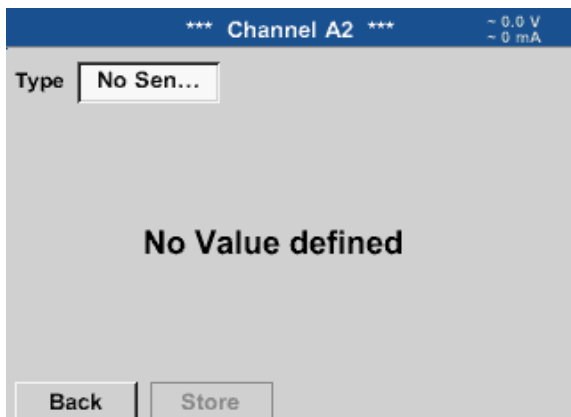 *** Channel A2 ***
~ 0.0 V
~ 0 mA
Type No Sen...
No Value defined
Back Store